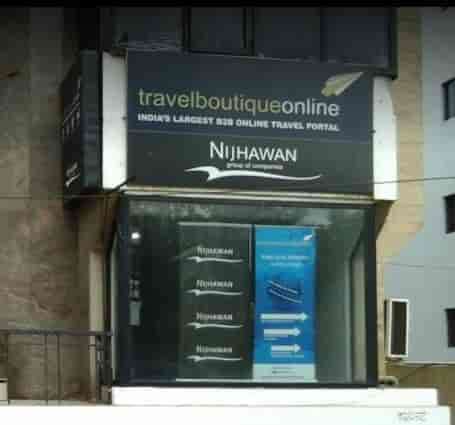 travelboutiqueonline
INDIA'S LARGEST B2B ONLINE TRAVEL PORTAL
NIJHAWAN
group of companies
NIJHAWAN
NIJHAWAN
NIJHAWAN
NIJHAWAN